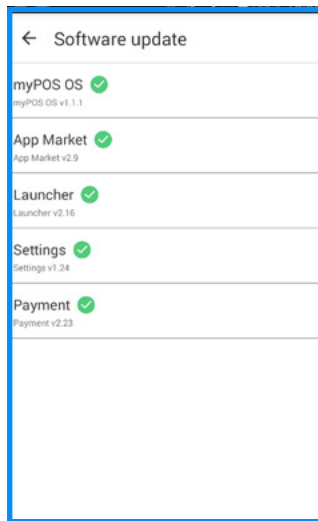 Software update
myPOS OS
myPOS OS v1.1.1
App Market
App Market v2.9
Launcher
Launcher v2.16
Settings
Settings v1.24
Payment
Payment v2.23